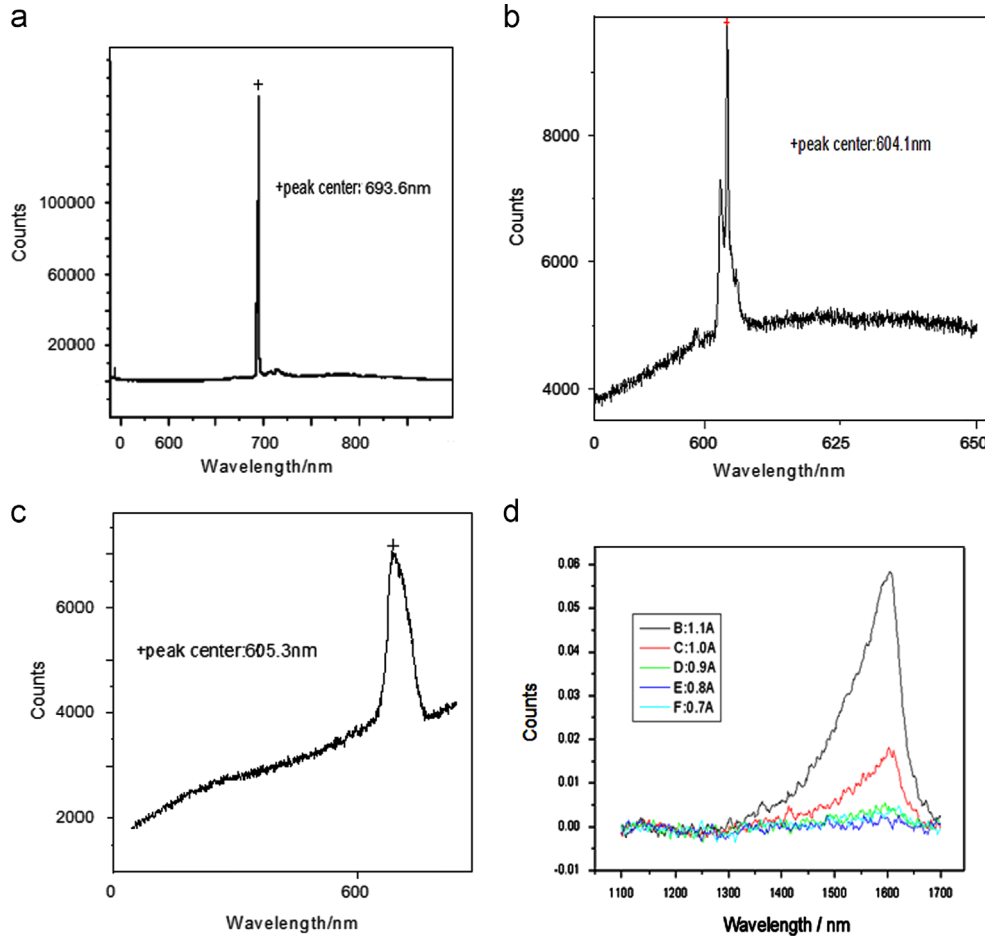 a
+peak center: 693.6nm
100000
60000
20000
Counts
0 600 700 800
Wavelength/nm
b
+peak center:604.1nm
8000
6000
4000
Counts
0 600 625 650
Wavelength/nm
c
+peak center:605.3nm
6000
4000
2000
Counts
0 600
Wavelength/nm
d
0.06
0.05
0.04
0.03
0.02
0.01
0.00
-0.01
Counts
B:1.1A
C:1.0A
D:0.9A
E:0.8A
F:0.7A
1100 1200 1300 1400 1500 1600 1700
Wavelength / nm